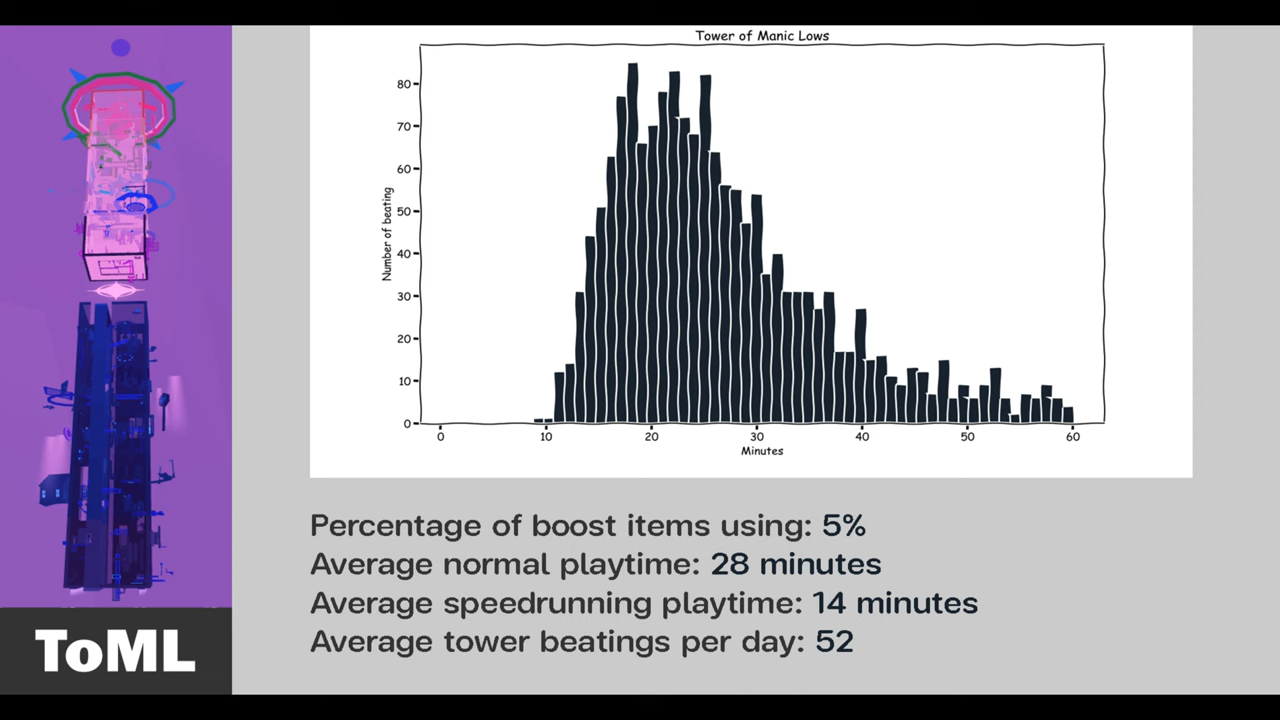 Tower of Manic Lows
Number of beating
80
70
60
50
40
30
20
10
0
0 10 20 30 40 50 60
Minutes
Percentage of boost items using: 5%
Average normal playtime: 28 minutes
Average speedrunning playtime: 14 minutes
Average tower beatings per day: 52
ToML